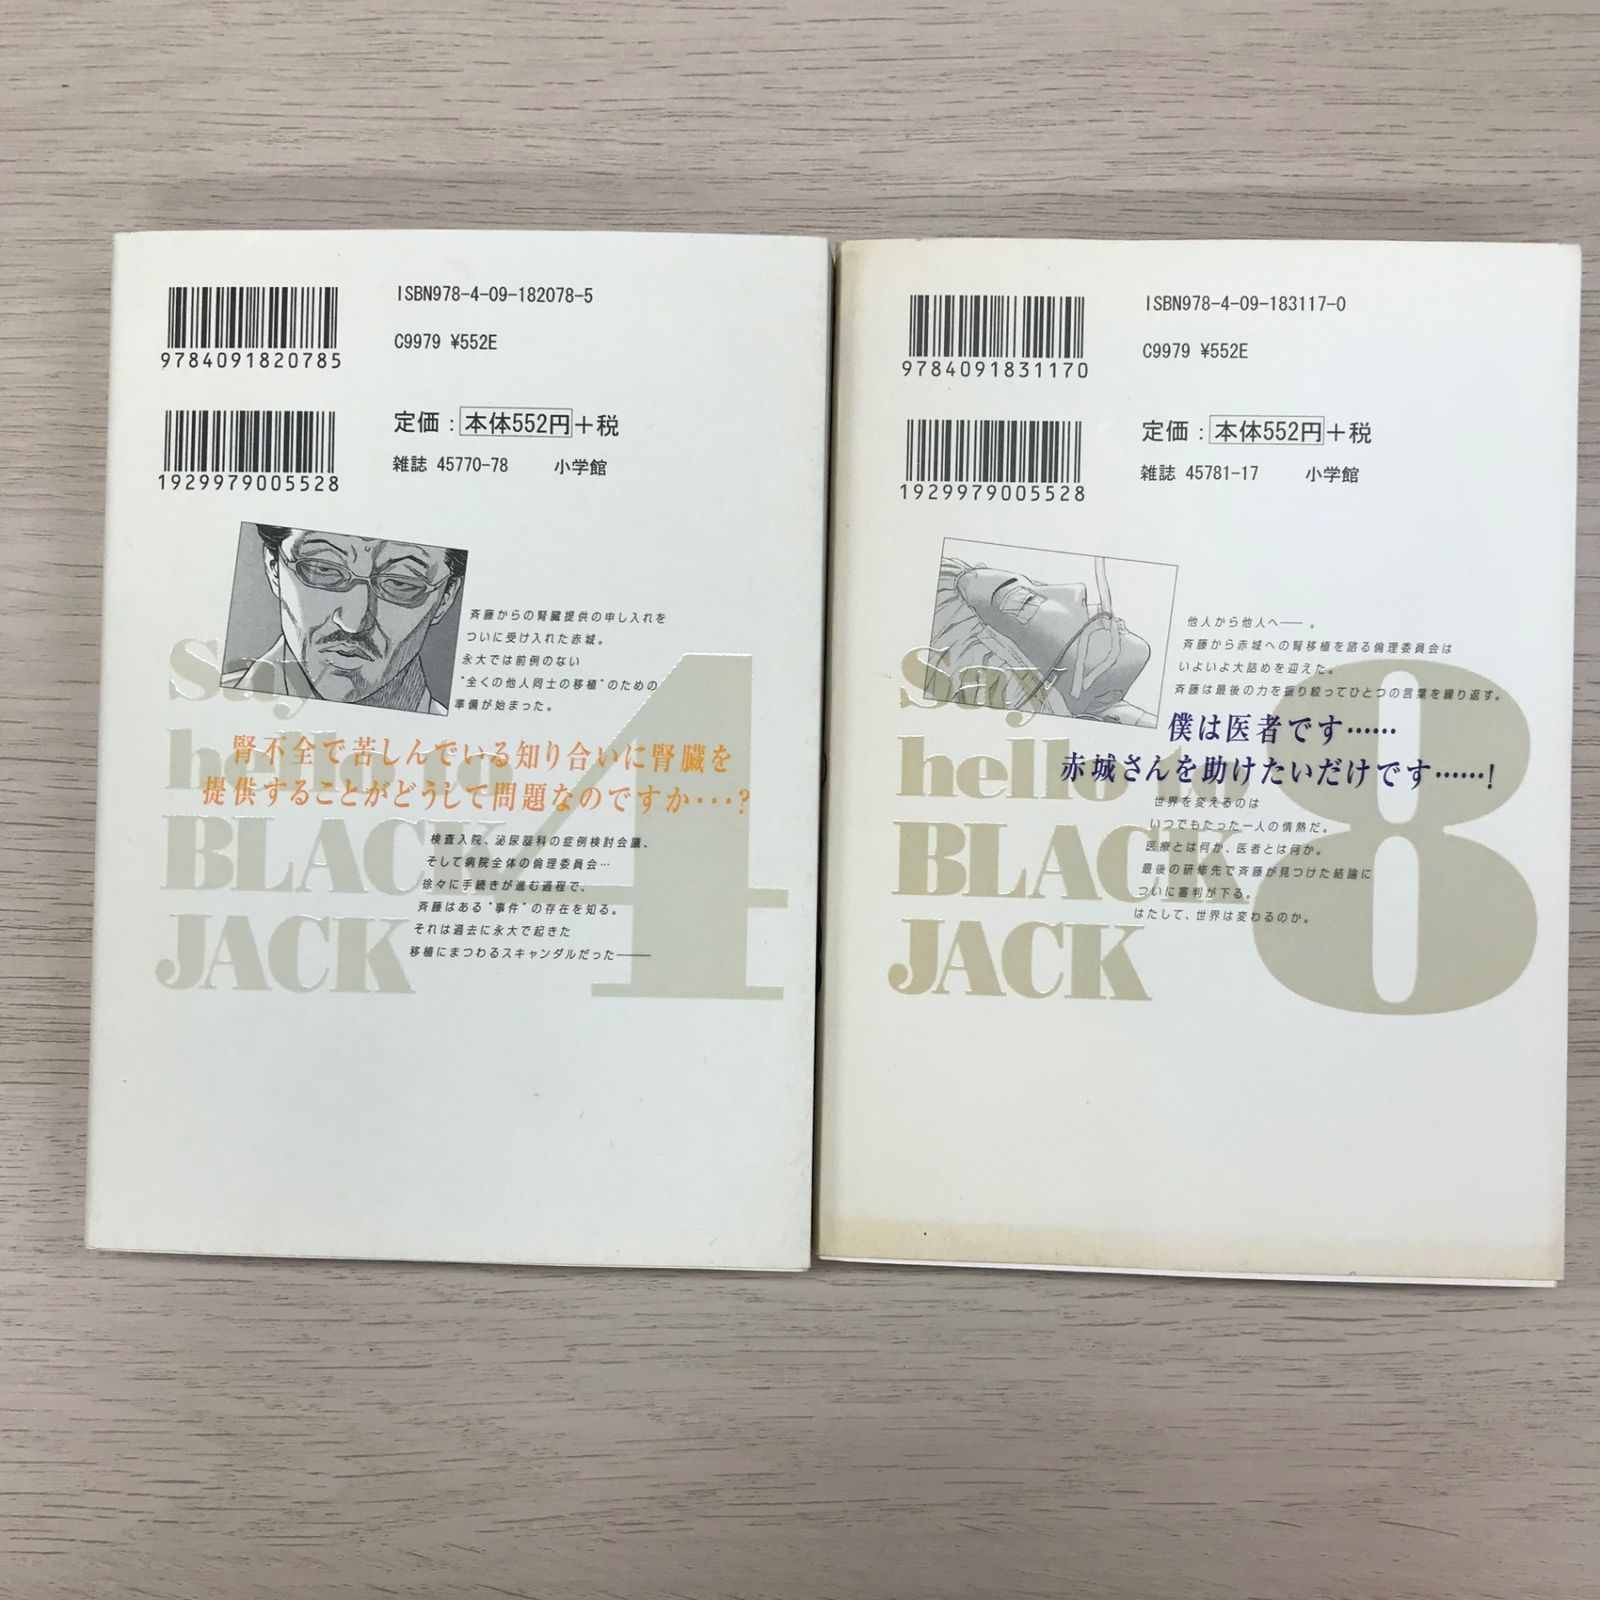 9784091820785
ISBN978-4-09-182078-5
C9979 ¥552E
1929979005528
定価：本体552円＋税
雑誌 45770-78 小学館
斉藤からの腎臓提供の申し入れを
ついに受け入れた赤城。
永大では前例のない
"全くの他人同士の移植"のための
準備が始まった。
腎不全で苦しんでいる知り合いに腎臓を
提供することがどうして問題なのですか・・・?
検査入院、泌尿器科の症例検討会議、
そして病院全体の倫理委員会…
徐々に手続きが進む過程で、
斉藤はある"事件"の存在を知る。
それは過去に永大で起きた
移植にまつわるスキャンダルだった――
Say
hello to
BLACK
JACK
4
9784091831170
ISBN978-4-09-183117-0
C9979 ¥552E
1929979005528
定価：本体552円＋税
雑誌 45781-17 小学館
他人から他人へ――。
斉藤から赤城への腎移植を諮る倫理委員会は
いよいよ大詰めを迎えた。
斉藤は最後の力を振り絞ってひとつの言葉を繰り返す。
僕は医者です……
赤城さんを助けたいだけです……!
世界を変えるのは
いつでもたった一人の情熱だ。
医療とは何か、医者とは何か。
最後の研修先で斉藤が見つけた結論に
ついに審判が下る。
はたして、世界は変わるのか。
Say
hello to
BLACK
JACK
8